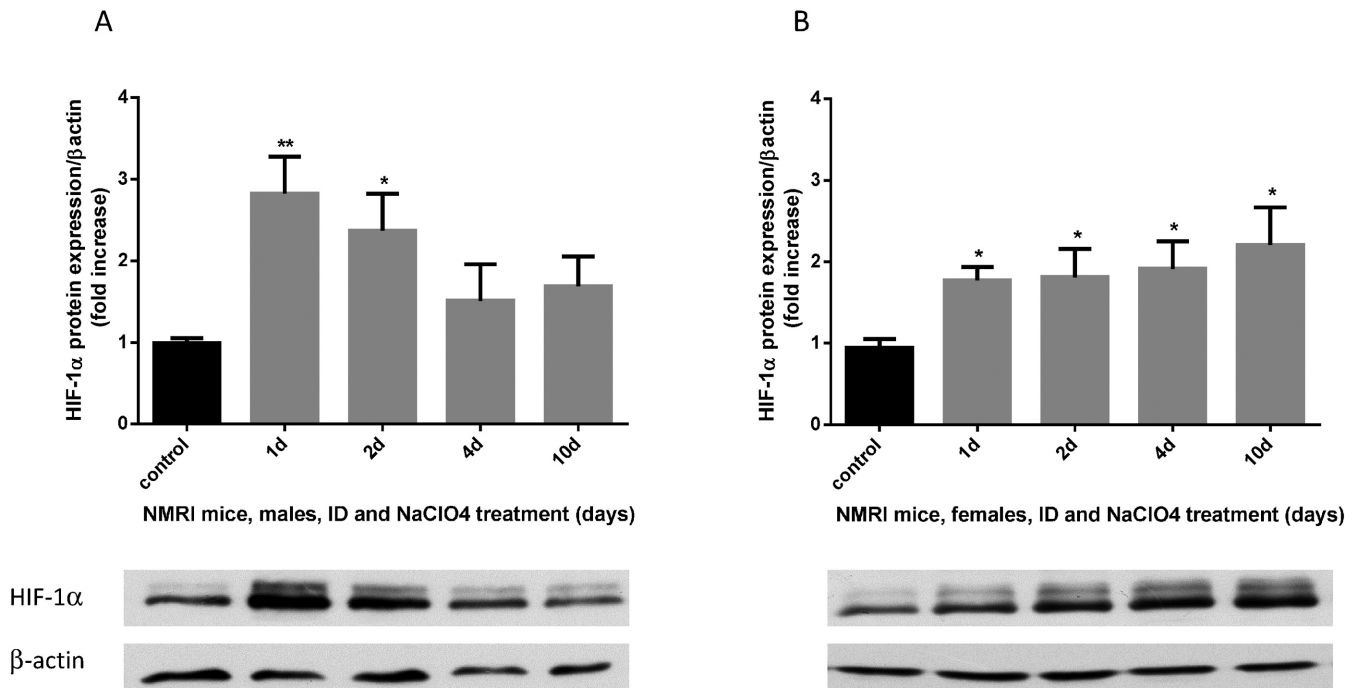 A
HIF-1α protein expression/βactin
(fold increase)
4
3
2
1
0
**
*
control
1d
2d
4d
10d
NMRI mice, males, ID and NaClO4 treatment (days)
B
HIF-1α protein expression/βactin
(fold increase)
4
3
2
1
0
*
*
*
*
control
1d
2d
4d
10d
NMRI mice, females, ID and NaClO4 treatment (days)
HIF-1α
β-actin